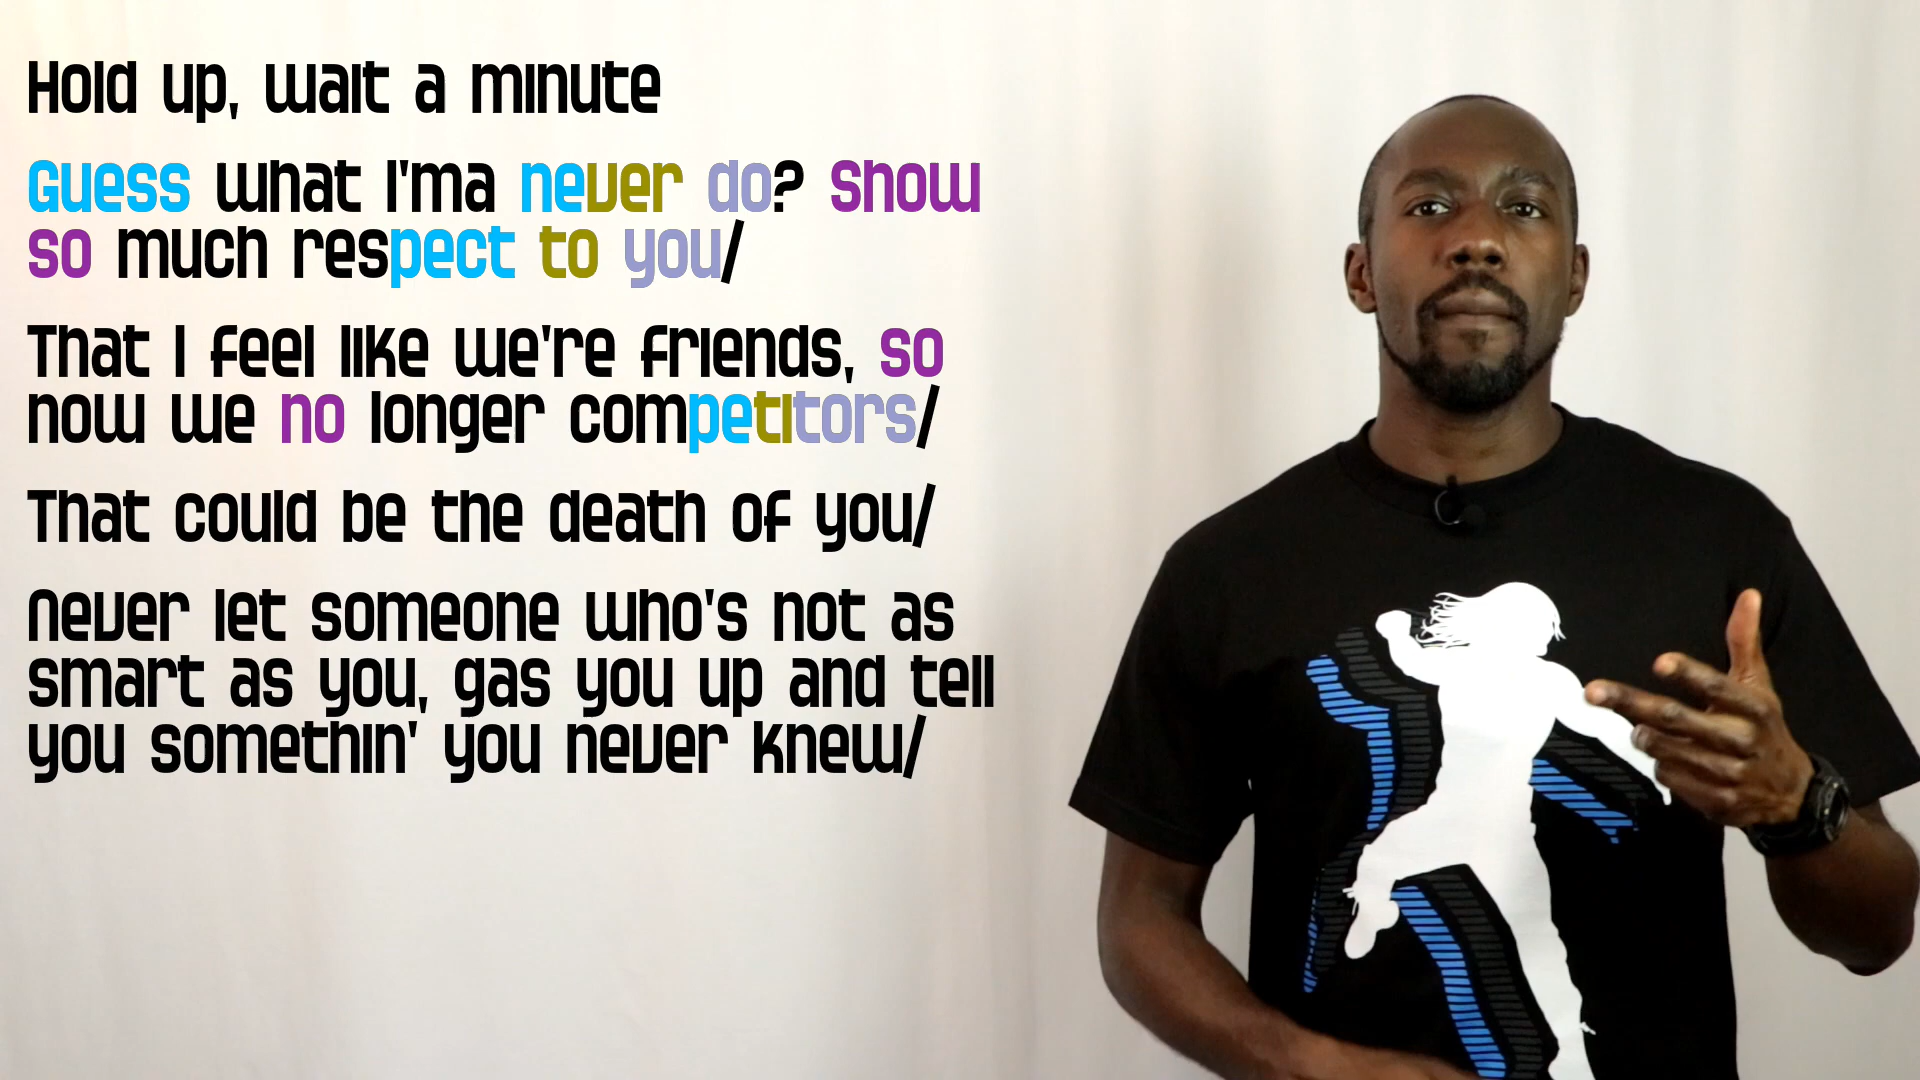 Hold up, wait a minute
Guess what I'ma never do? Show
so much respect to you/
That I feel like we're friends, so
now we no longer competitors/
That could be the death of you/
Never let someone who's not as
smart as you, gas you up and tell
you somethin' you never knew/